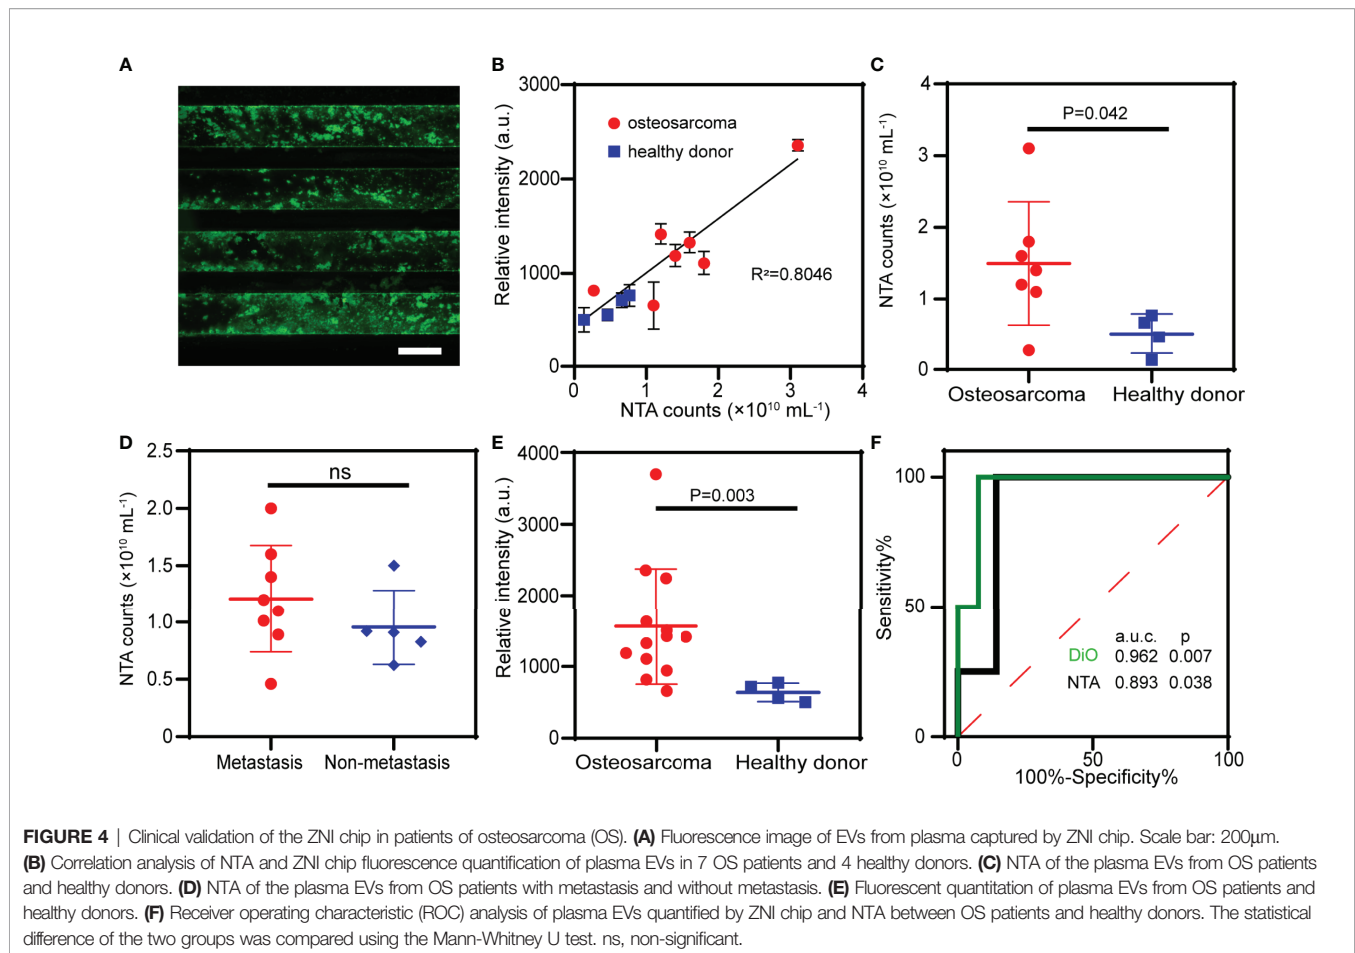 A
B
3000
2000
1000
0
Relative intensity (a.u.)
osteosarcoma
healthy donor
R²=0.8046
0 1 2 3 4
NTA counts (×10¹⁰ mL⁻¹)
C
4
3
2
1
0
NTA counts (×10¹⁰ mL⁻¹)
P=0.042
Osteosarcoma Healthy donor
D
2.5
2.0
1.5
1.0
0.5
0
NTA counts (×10¹⁰ mL⁻¹)
ns
Metastasis Non-metastasis
E
4000
3000
2000
1000
0
Relative intensity (a.u.)
P=0.003
Osteosarcoma Healthy donor
F
100
50
0
Sensitivity%
a.u.c. p
DiO 0.962 0.007
NTA 0.893 0.038
0 50 100
100%-Specificity%
FIGURE 4 | Clinical validation of the ZNI chip in patients of osteosarcoma (OS). (A) Fluorescence image of EVs from plasma captured by ZNI chip. Scale bar: 200μm.
(B) Correlation analysis of NTA and ZNI chip fluorescence quantification of plasma EVs in 7 OS patients and 4 healthy donors. (C) NTA of the plasma EVs from OS patients
and healthy donors. (D) NTA of the plasma EVs from OS patients with metastasis and without metastasis. (E) Fluorescent quantitation of plasma EVs from OS patients and
healthy donors. (F) Receiver operating characteristic (ROC) analysis of plasma EVs quantified by ZNI chip and NTA between OS patients and healthy donors. The statistical
difference of the two groups was compared using the Mann-Whitney U test. ns, non-significant.